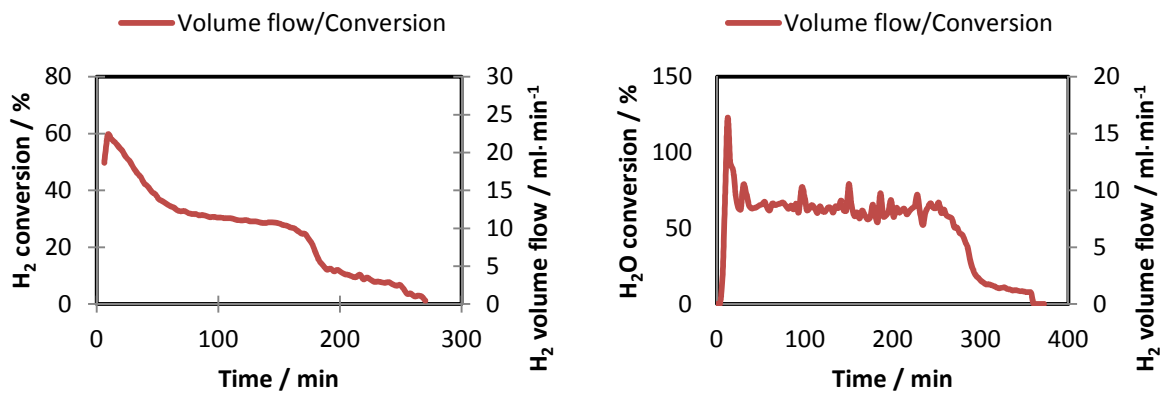 Volume flow/Conversion
H₂ conversion / %
80
60
40
20
0
30
25
20
15
10
5
0
H₂ volume flow / ml·min⁻¹
0 100 200 300
Time / min
Volume flow/Conversion
H₂O conversion / %
150
100
50
0
20
15
10
5
0
H₂ volume flow / ml·min⁻¹
0 100 200 300 400
Time / min